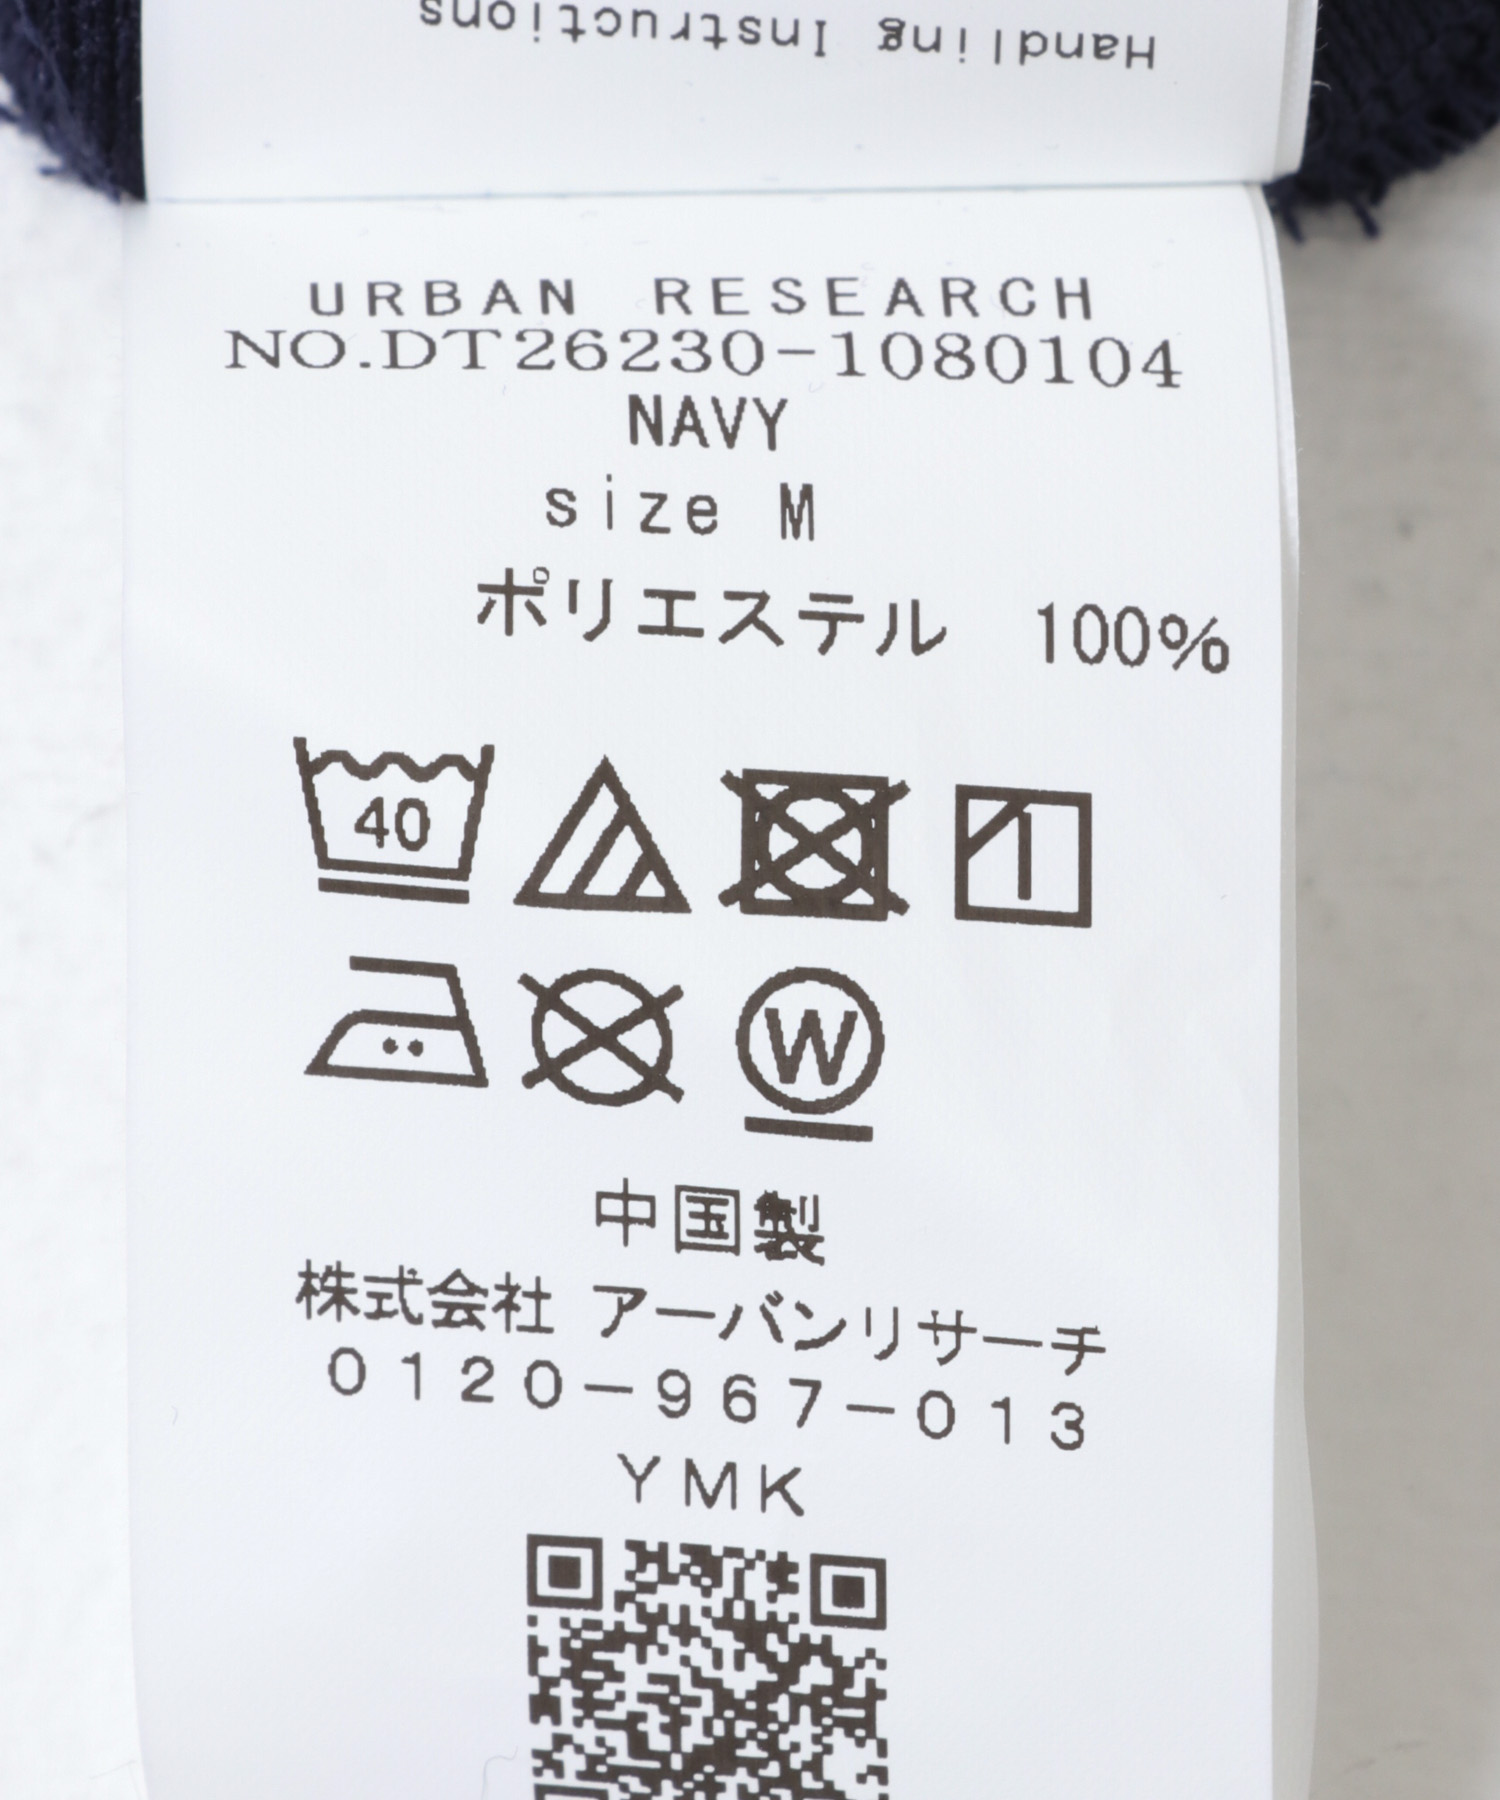 Handling Instructions
URBAN RESEARCH
NO.DT26230-1080104
NAVY
size M
ポリエステル 100%
40
W
中国製
株式会社 アーバンリサーチ
0120-967-013
YMK